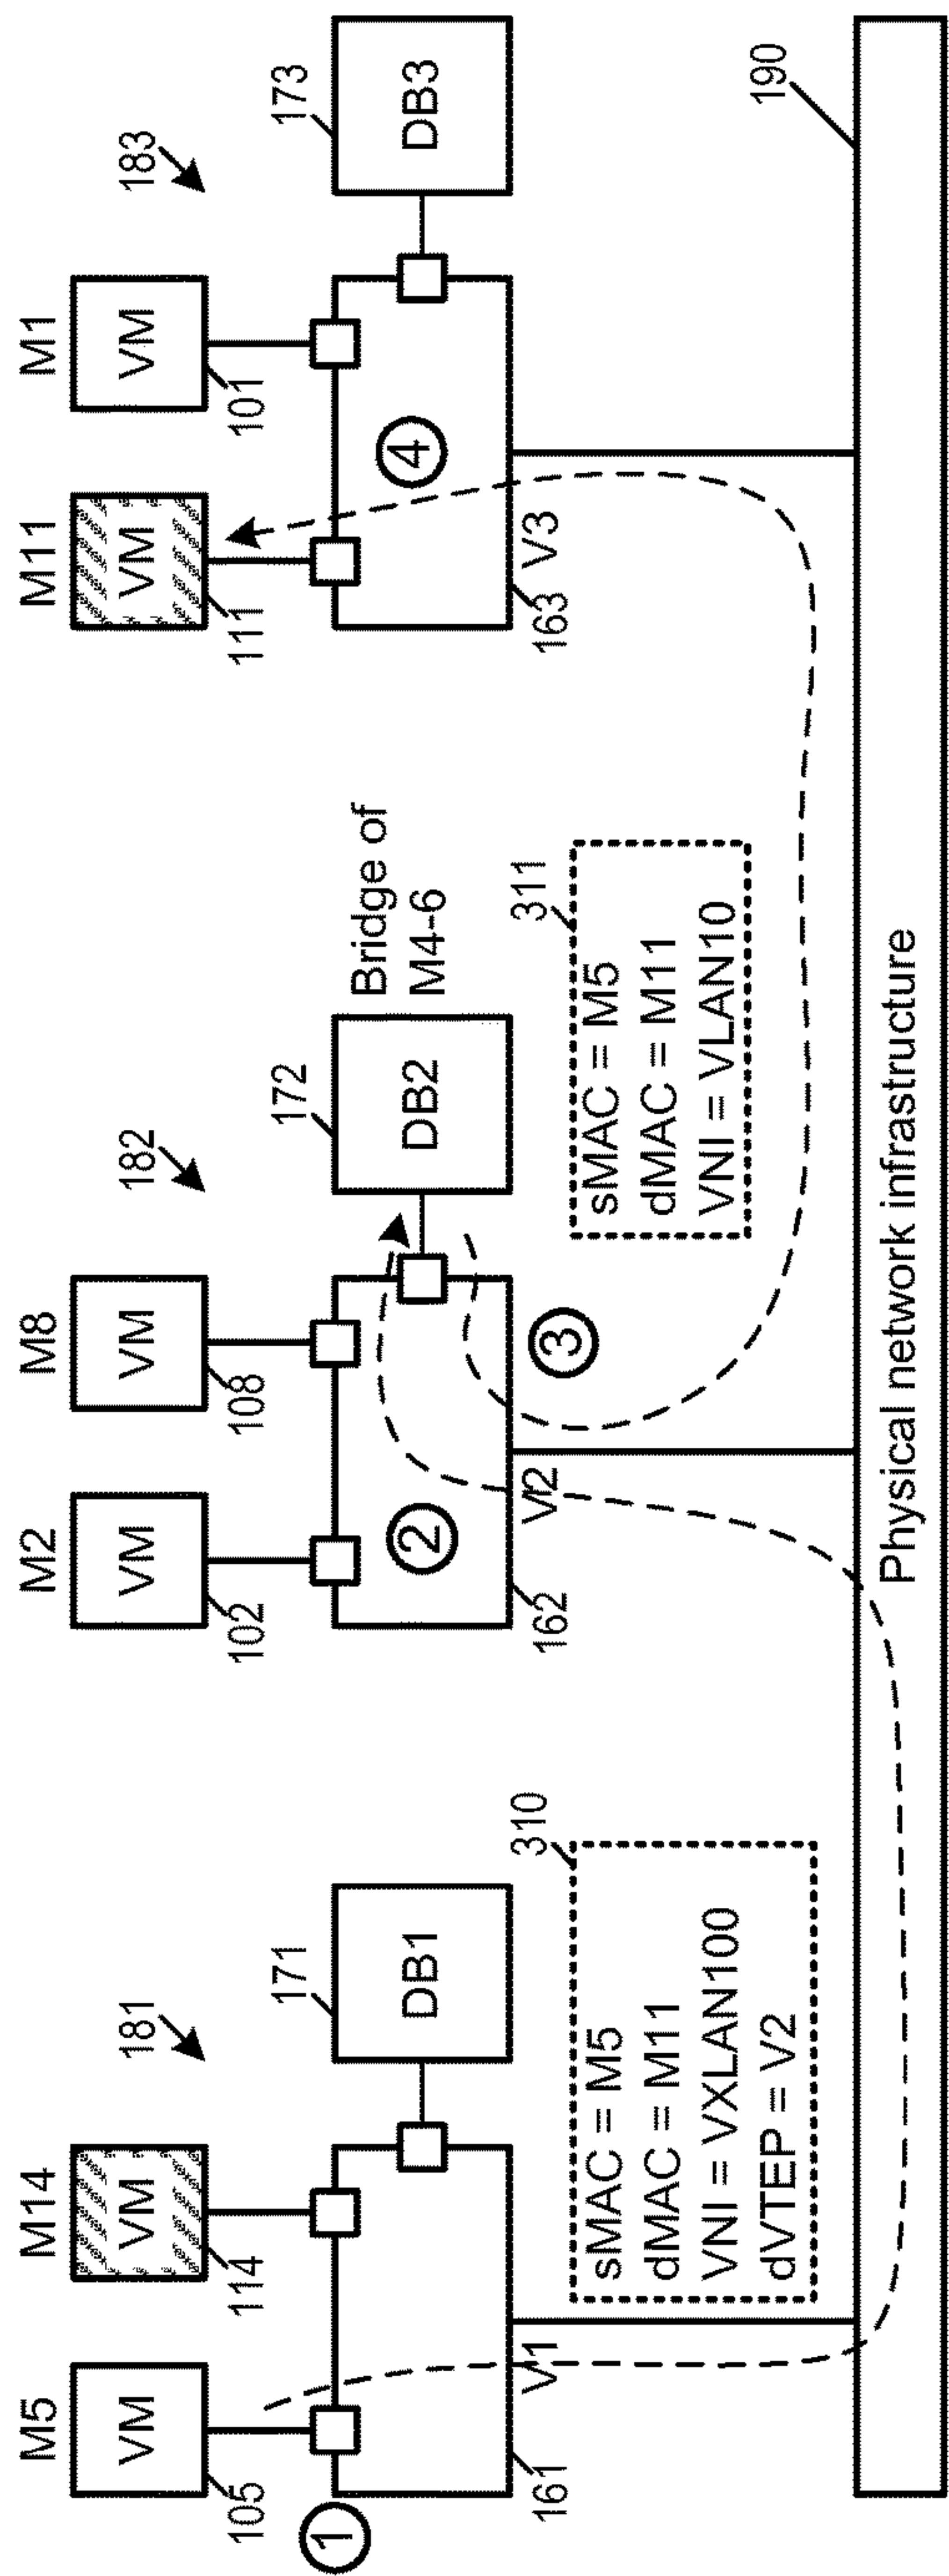 M5
M14
181
M2
M8
182
M11
M1
183
VM
VM
VM
VM
VM
VM
105
114
171
102
108
172
111
101
173
1
DB1
2
DB2
Bridge of
M4-6
4
DB3
161
V1
162
V2
3
163
V3
310
sMAC = M5
dMAC = M11
VNI = VXLAN100
dVTEP = V2
311
sMAC = M5
dMAC = M11
VNI = VLAN10
190
Physical network infrastructure